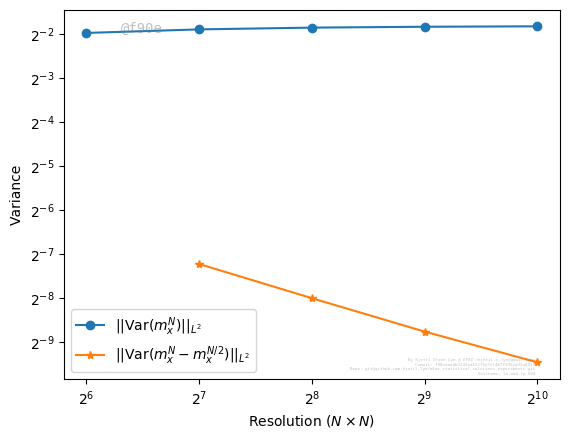 @f90e
2^{-2}
2^{-3}
2^{-4}
2^{-5}
2^{-6}
2^{-7}
2^{-8}
2^{-9}
Variance
||Var(m_x^N)||_{L^2}
||Var(m_x^N − m_x^{N/2})||_{L^2}
2^6
2^7
2^8
2^9
2^{10}
Resolution (N × N)